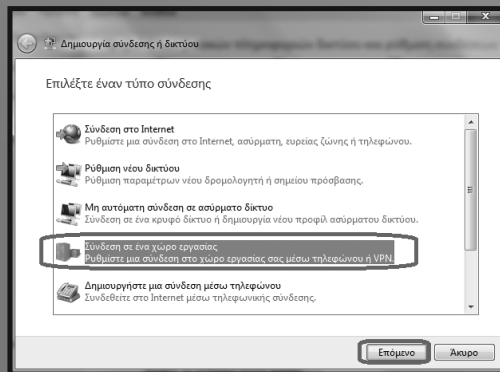 Δημιουργία σύνδεσης ή δικτύου
Επιλέξτε έναν τύπο σύνδεσης
Σύνδεση στο Internet
Ρυθμίστε μια σύνδεση στο Internet, ασύρματη, ευρείας ζώνης ή τηλεφώνου.
Ρύθμιση νέου δικτύου
Ρύθμιση παραμέτρων νέου δρομολογητή ή σημείου πρόσβασης.
Μη αυτόματη σύνδεση σε ασύρματο δίκτυο
Σύνδεση σε ένα κρυφό δίκτυο ή δημιουργία νέου προφίλ ασύρματου δικτύου.
Σύνδεση σε ένα χώρο εργασίας
Ρυθμίστε μια σύνδεση στο χώρο εργασίας σας μέσω τηλεφώνου ή VPN.
Δημιουργήστε μια σύνδεση μέσω τηλεφώνου
Συνδεθείτε στο Internet μέσω τηλεφωνικής σύνδεσης.
Επόμενο Άκυρο